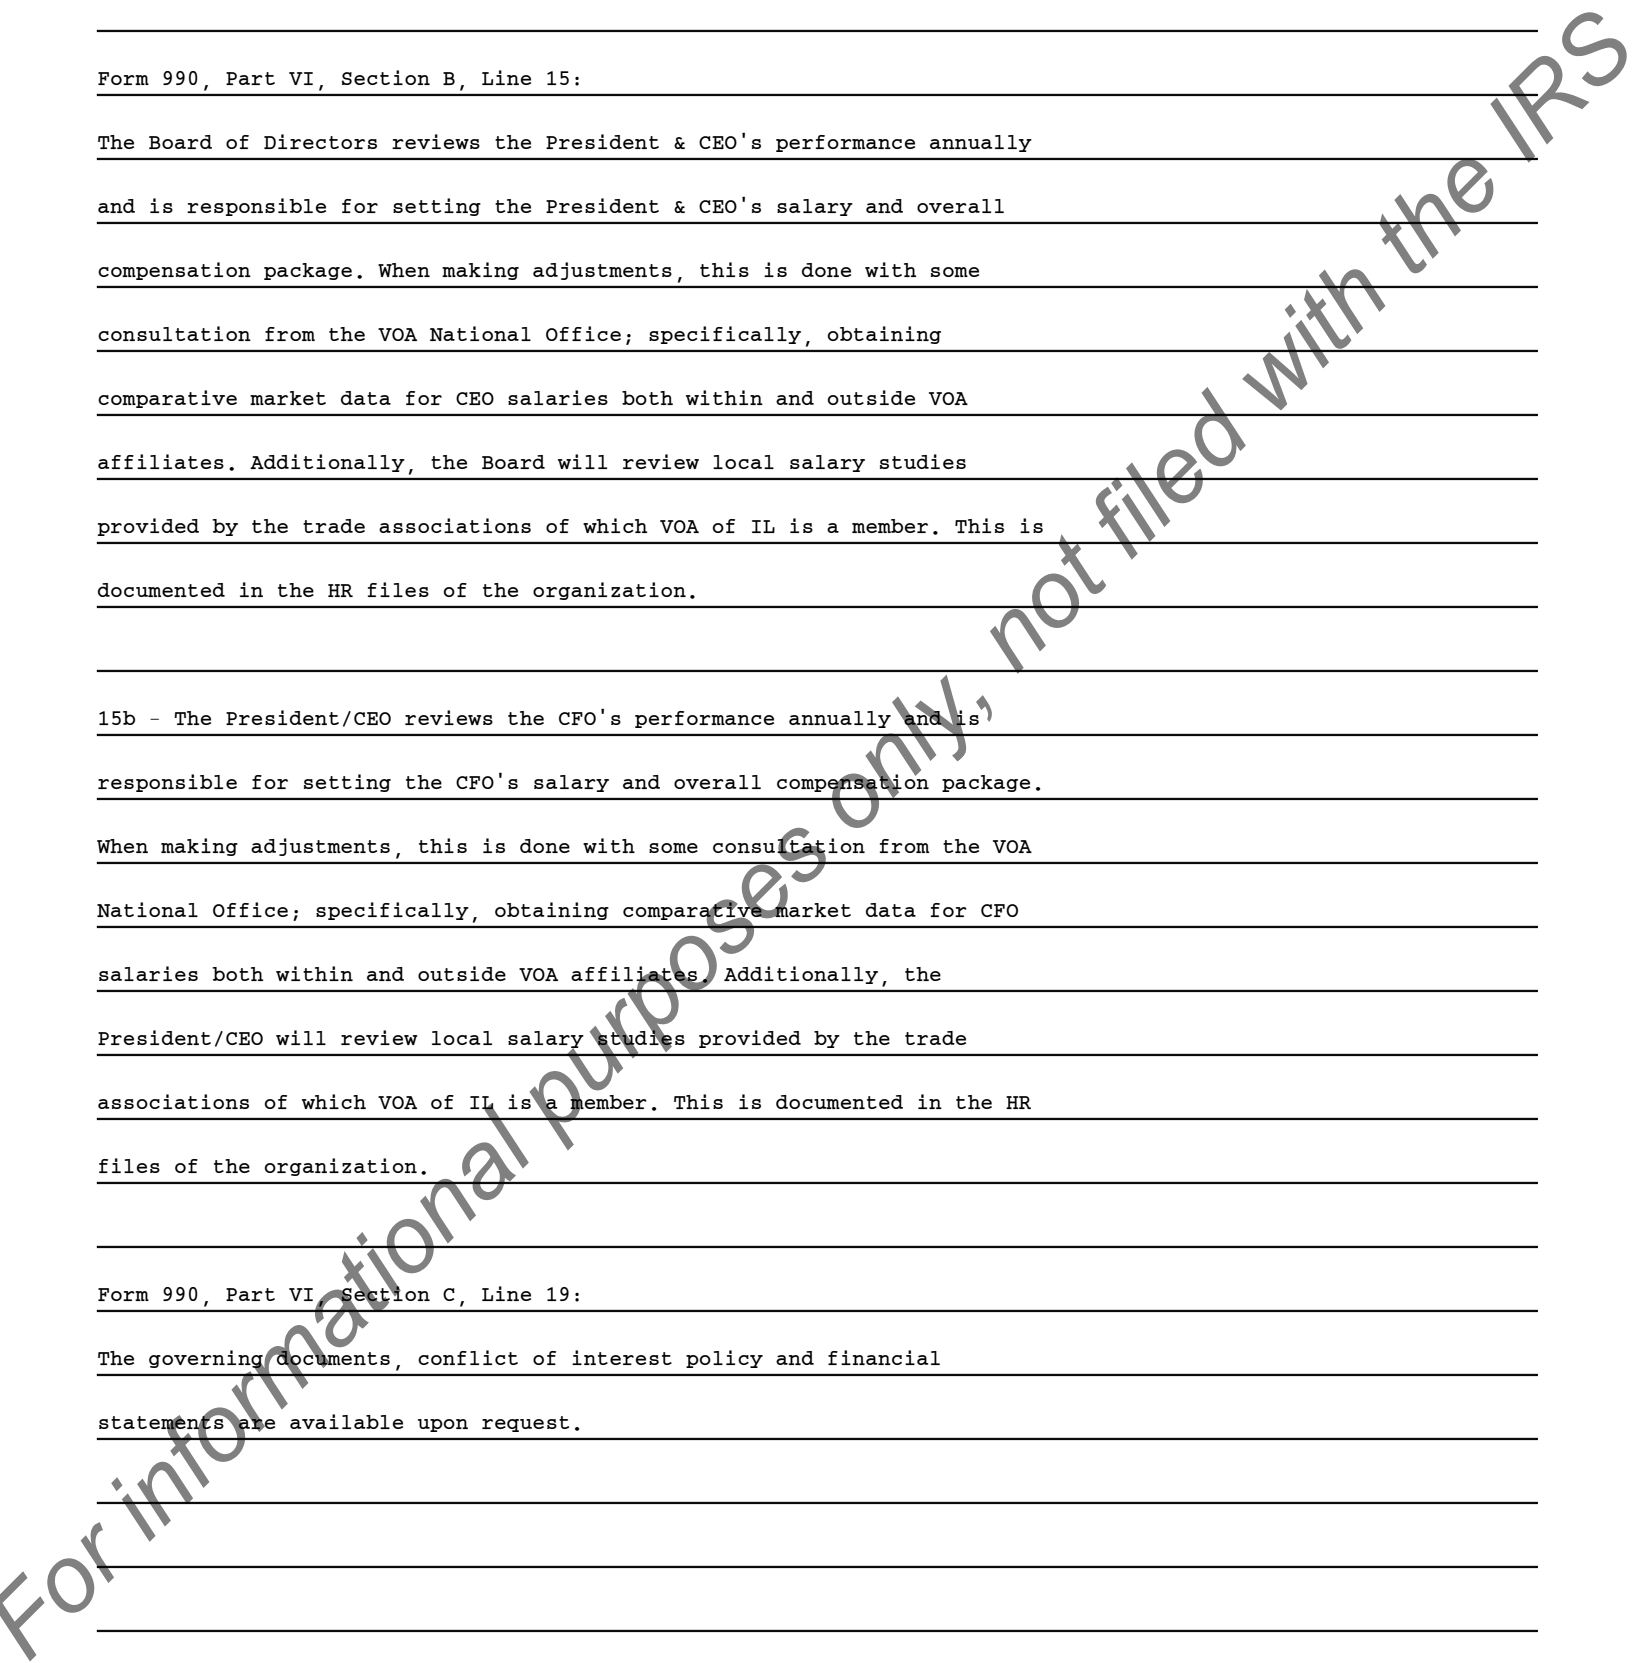 Form 990, Part VI, Section B, Line 15:
The Board of Directors reviews the President & CEO's performance annually
and is responsible for setting the President & CEO's salary and overall
compensation package. When making adjustments, this is done with some
consultation from the VOA National Office; specifically, obtaining
comparative market data for CEO salaries both within and outside VOA
affiliates. Additionally, the Board will review local salary studies
provided by the trade associations of which VOA of IL is a member. This is
documented in the HR files of the organization.
15b - The President/CEO reviews the CFO's performance annually and is
responsible for setting the CFO's salary and overall compensation package.
When making adjustments, this is done with some consultation from the VOA
National Office; specifically, obtaining comparative market data for CFO
salaries both within and outside VOA affiliates. Additionally, the
President/CEO will review local salary studies provided by the trade
associations of which VOA of IL is a member. This is documented in the HR
files of the organization.
Form 990, Part VI, Section C, Line 19:
The governing documents, conflict of interest policy and financial
statements are available upon request.
For informational purposes only, not filed with the IRS